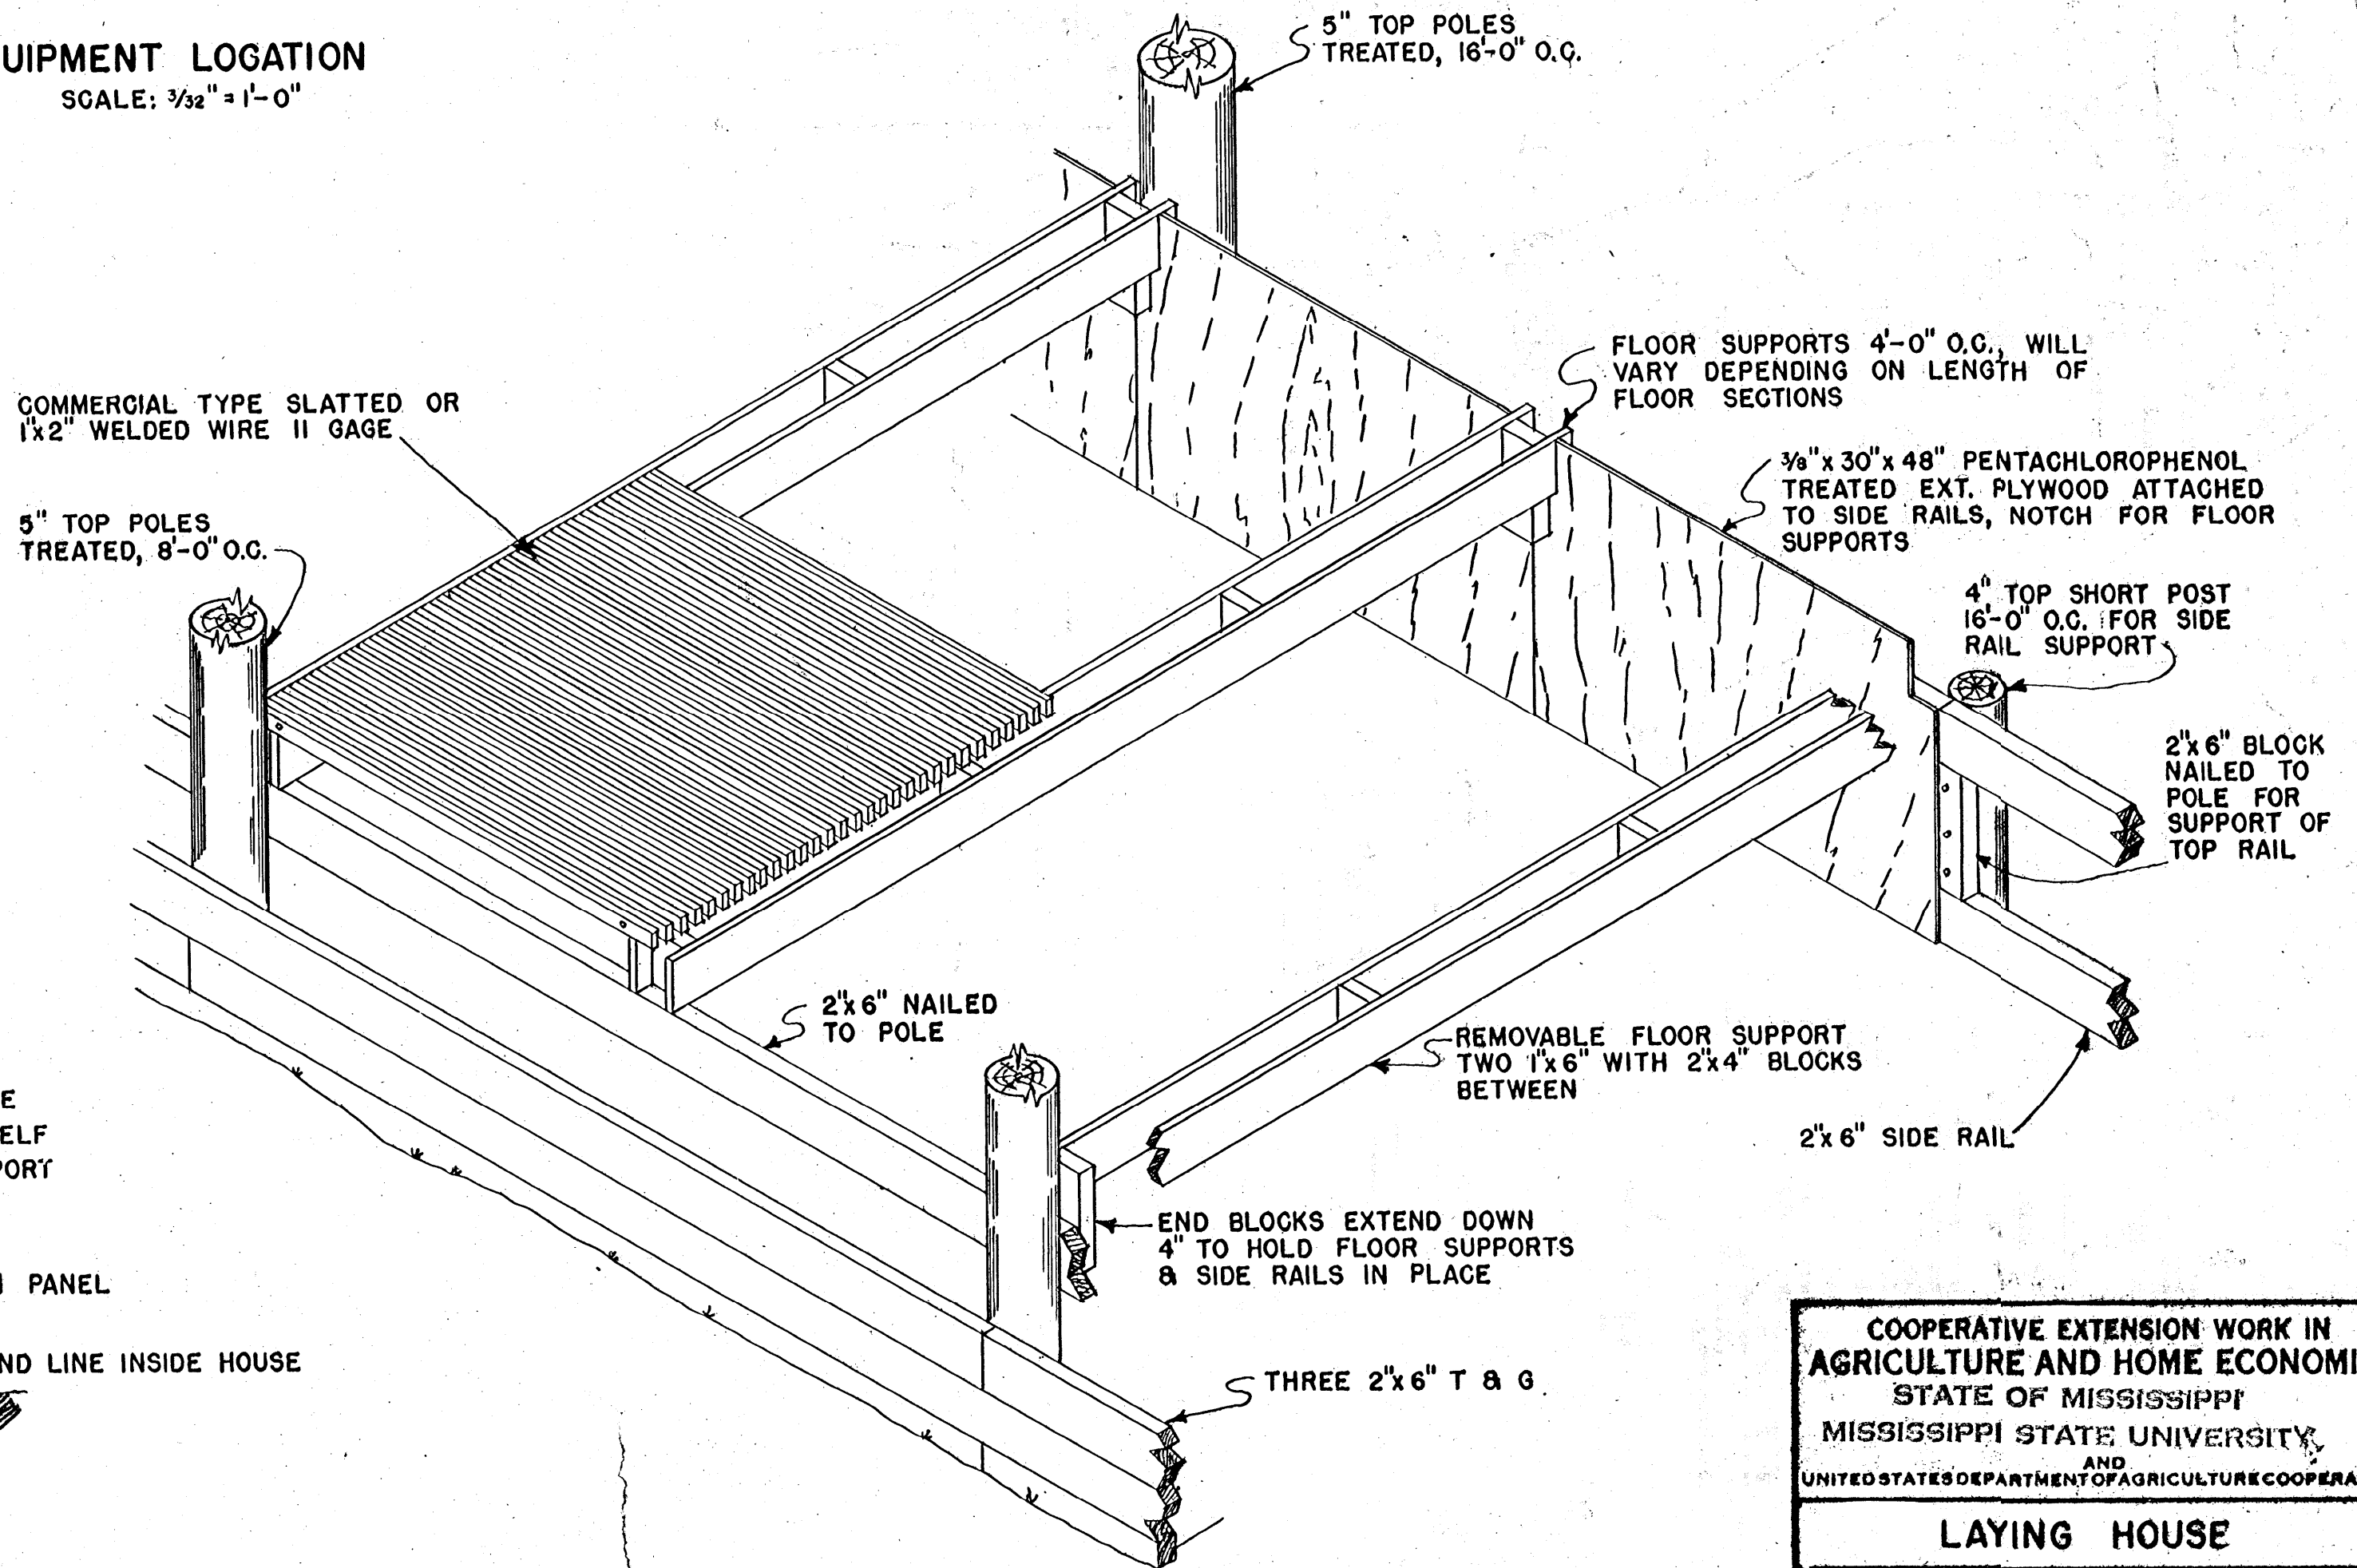 UIPMENT LOCATION
SCALE: 3/32" = 1'-0"
5" TOP POLES
TREATED, 16'-0" O.C.
FLOOR SUPPORTS 4'-0" O.C., WILL
VARY DEPENDING ON LENGTH OF
FLOOR SECTIONS
COMMERCIAL TYPE SLATTED OR
1"x2" WELDED WIRE 11 GAGE
3/8" x 30" x 48" PENTACHLOROPHENOL
TREATED EXT. PLYWOOD ATTACHED
TO SIDE RAILS, NOTCH FOR FLOOR
SUPPORTS
5" TOP POLES
TREATED, 8'-0" O.C.
4" TOP SHORT POST
16'-0" O.C. FOR SIDE
RAIL SUPPORT
2"x 6" BLOCK
NAILED TO
POLE FOR
SUPPORT OF
TOP RAIL
2"x 6" NAILED
TO POLE
REMOVABLE FLOOR SUPPORT
TWO 1"x 6" WITH 2"x 4" BLOCKS
BETWEEN
2"x 6" SIDE RAIL
E
ELF
PORT
END BLOCKS EXTEND DOWN
4" TO HOLD FLOOR SUPPORTS
& SIDE RAILS IN PLACE
PANEL
ND LINE INSIDE HOUSE
THREE 2"x 6" T & G
COOPERATIVE EXTENSION WORK IN
AGRICULTURE AND HOME ECONOMI
STATE OF MISSISSIPPI
MISSISSIPPI STATE UNIVERSITY,
AND
UNITED STATES DEPARTMENT OF AGRICULTURE COOPERA
LAYING HOUSE